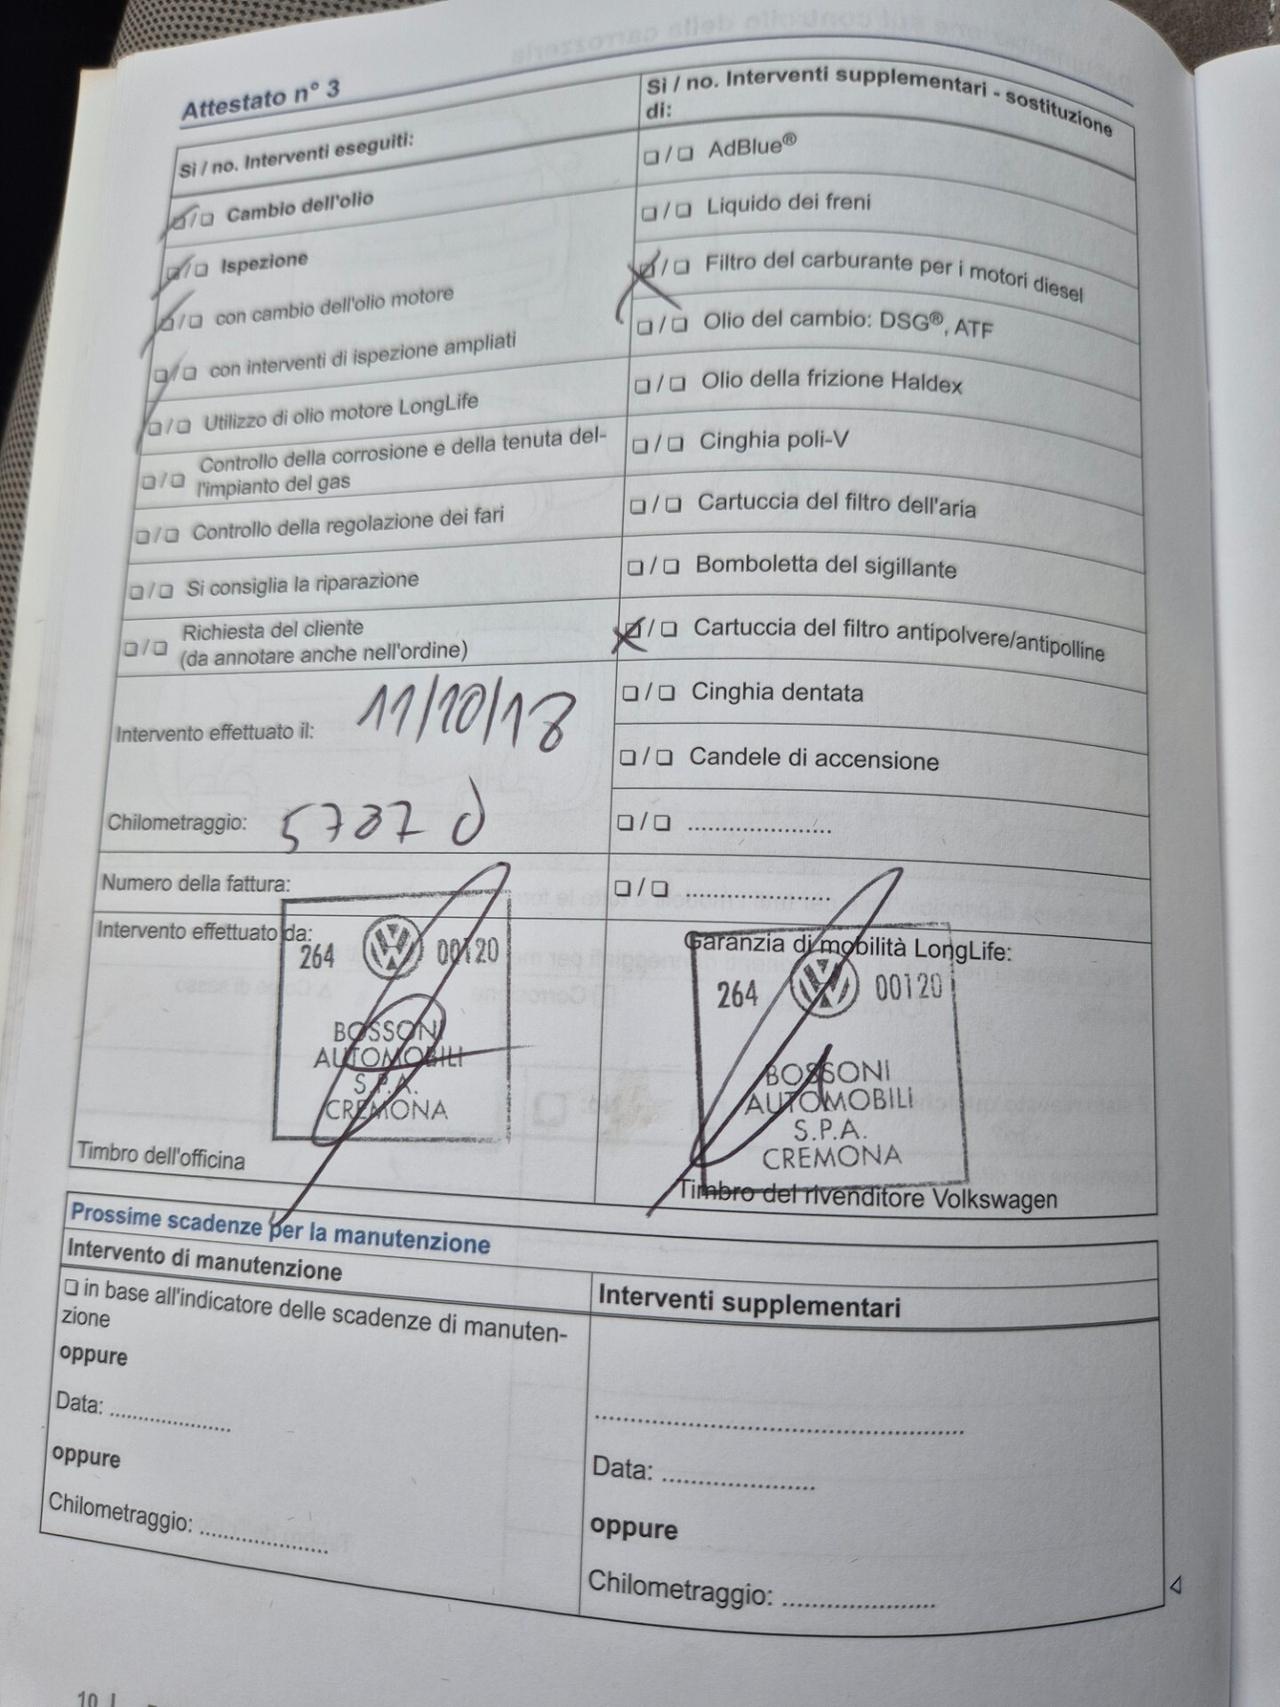 Attestato n° 3
Si / no. Interventi eseguiti:
❑/❑ Cambio dell'olio
❑/❑ Ispezione
❑/❑ con cambio dell'olio motore
❑/❑ con interventi di ispezione ampliati
❑/❑ Utilizzo di olio motore LongLife
❑/❑ Controllo della corrosione e della tenuta del-
l'impianto del gas
❑/❑ Controllo della regolazione dei fari
❑/❑ Si consiglia la riparazione
❑/❑ Richiesta del cliente
(da annotare anche nell'ordine)
Intervento effettuato il: 11/10/18
Chilometraggio:
Numero della fattura:
Intervento effettuato da:
264 00120
BOSSONI
AUTOMOBILI
S.P.A.
CREMONA
Timbro dell'officina
Si / no. Interventi supplementari - sostituzione
di:
❑/❑ AdBlue®
❑/❑ Liquido dei freni
❑/❑ Filtro del carburante per i motori diesel
❑/❑ Olio del cambio: DSG®, ATF
❑/❑ Olio della frizione Haldex
❑/❑ Cinghia poli-V
❑/❑ Cartuccia del filtro dell'aria
❑/❑ Bomboletta del sigillante
❑/❑ Cartuccia del filtro antipolvere/antipolline
❑/❑ Cinghia dentata
❑/❑ Candele di accensione
❑/❑ ......................
❑/❑ ......................
Garanzia di mobilità LongLife:
264 00120
BOSSONI
AUTOMOBILI
S.P.A.
CREMONA
Timbro del rivenditore Volkswagen
Prossime scadenze per la manutenzione
Intervento di manutenzione
❑ in base all'indicatore delle scadenze di manuten-
zione
oppure
Data: ....................
oppure
Chilometraggio: ....................
Interventi supplementari
......................................................
Data: ......................
oppure
Chilometraggio: ......................
10